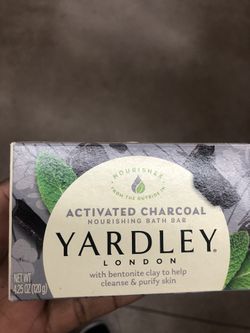 NOURISHES
FROM THE OUTSIDE IN
ACTIVATED CHARCOAL
NOURISHING BATH BAR
YARDLEY®
LONDON
with bentonite clay to help
cleanse & purify skin
NET WT
4.25 OZ (120 g)